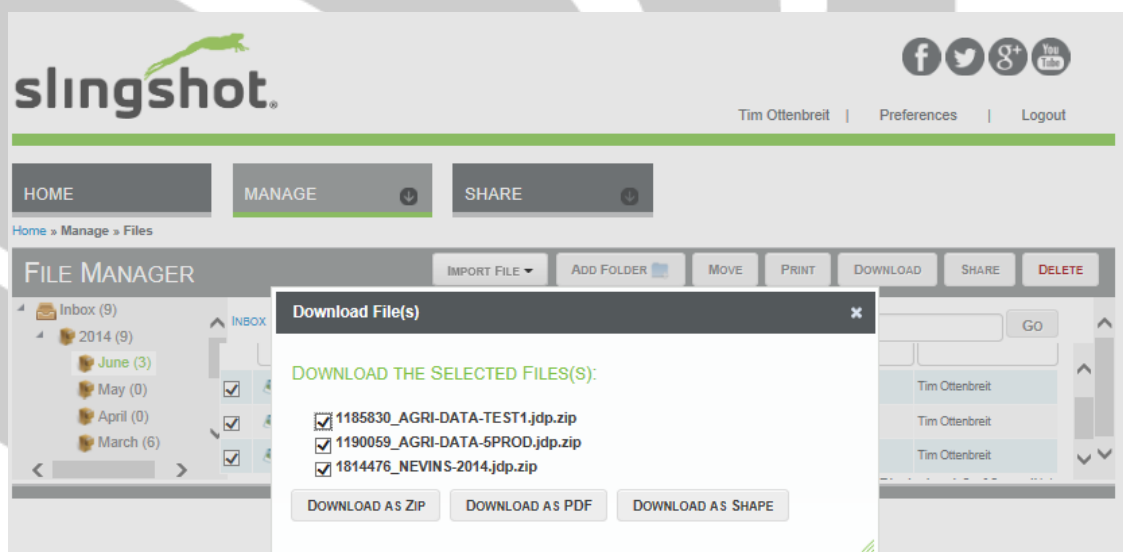 slingshot®
f g+ You Tube
Tim Ottenbreit | Preferences | Logout
HOME MANAGE SHARE
Home » Manage » Files
FILE MANAGER IMPORT FILE ADD FOLDER MOVE PRINT DOWNLOAD SHARE DELETE
Inbox (9)
2014 (9)
June (3)
May (0)
April (0)
March (6)
INBOX
GO
Download File(s) ×
DOWNLOAD THE SELECTED FILES(S):
1185830_AGRI-DATA-TEST1.jdp.zip
1190059_AGRI-DATA-5PROD.jdp.zip
1814476_NEVINS-2014.jdp.zip
DOWNLOAD AS ZIP DOWNLOAD AS PDF DOWNLOAD AS SHAPE
Tim Ottenbreit
Tim Ottenbreit
Tim Ottenbreit